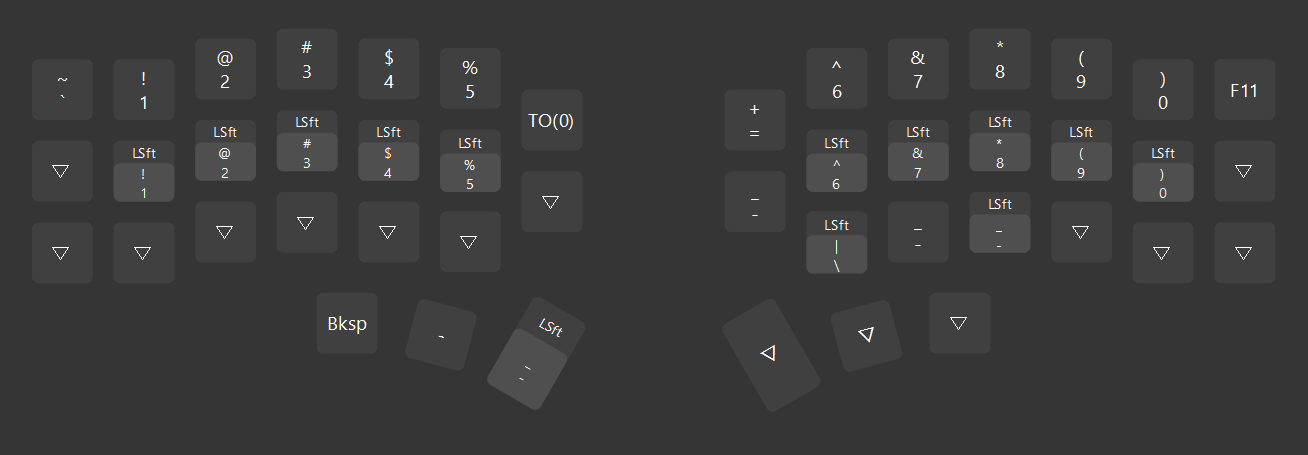 ~ ! @ # $ % ^ & * ( )
` 1 2 3 4 5 TO(0) + = 6 7 8 9 0 F11
LSft LSft LSft LSft LSft LSft LSft LSft LSft LSft
! @ # $ % ^ & * ( )
1 2 3 4 5 6 7 8 9 0
_ LSft _ LSft
- | - _
\ -
Bksp - LSft
_
-